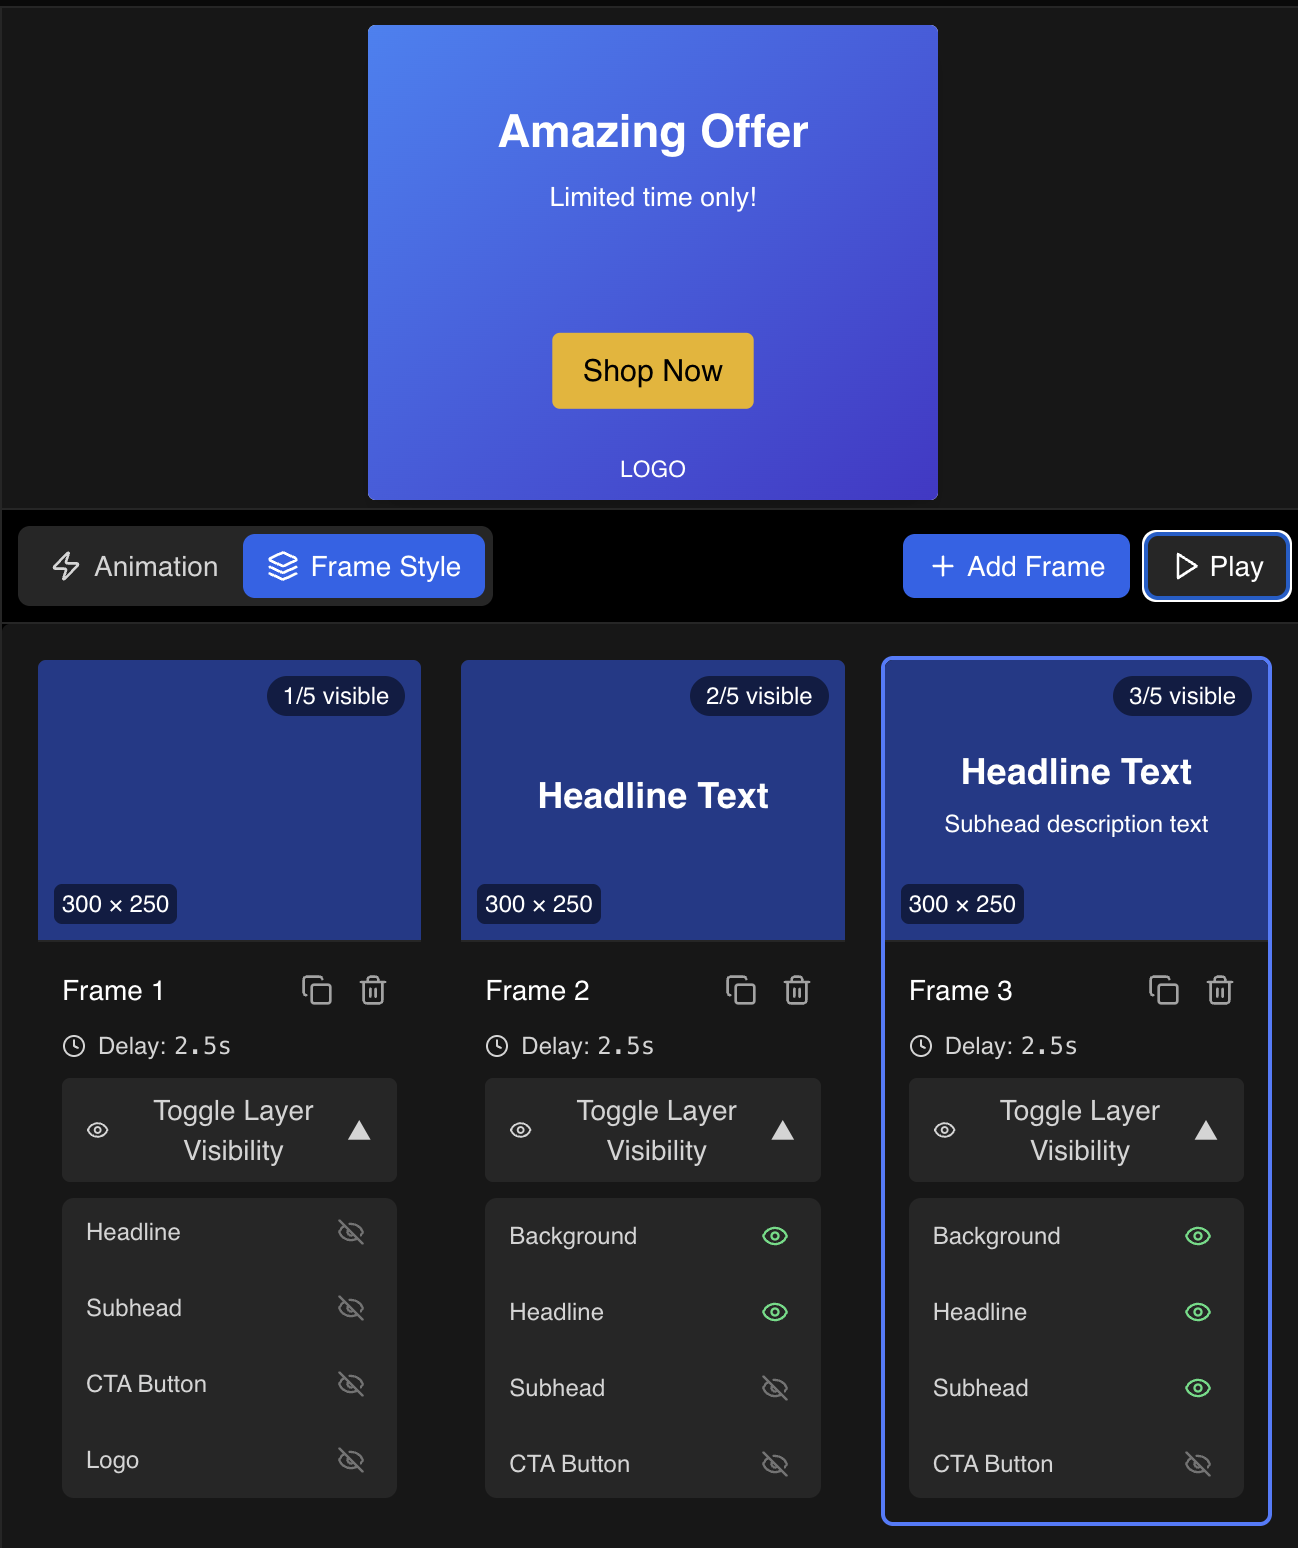 Amazing Offer
Limited time only!
Shop Now
LOGO
Animation
Frame Style
Add Frame
Play
1/5 visible
300 × 250
Frame 1
Delay: 2.5s
Toggle Layer
Visibility
Headline
Subhead
CTA Button
Logo
2/5 visible
Headline Text
300 × 250
Frame 2
Delay: 2.5s
Toggle Layer
Visibility
Background
Headline
Subhead
CTA Button
3/5 visible
Headline Text
Subhead description text
300 × 250
Frame 3
Delay: 2.5s
Toggle Layer
Visibility
Background
Headline
Subhead
CTA Button